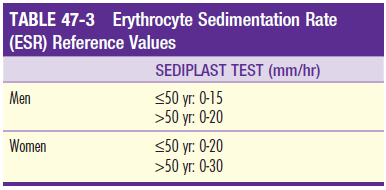 TABLE 47-3 Erythrocyte Sedimentation Rate
(ESR) Reference Values
SEDIPLAST TEST (mm/hr)
Men ≤50 yr: 0-15
>50 yr: 0-20
Women ≤50 yr: 0-20
>50 yr: 0-30